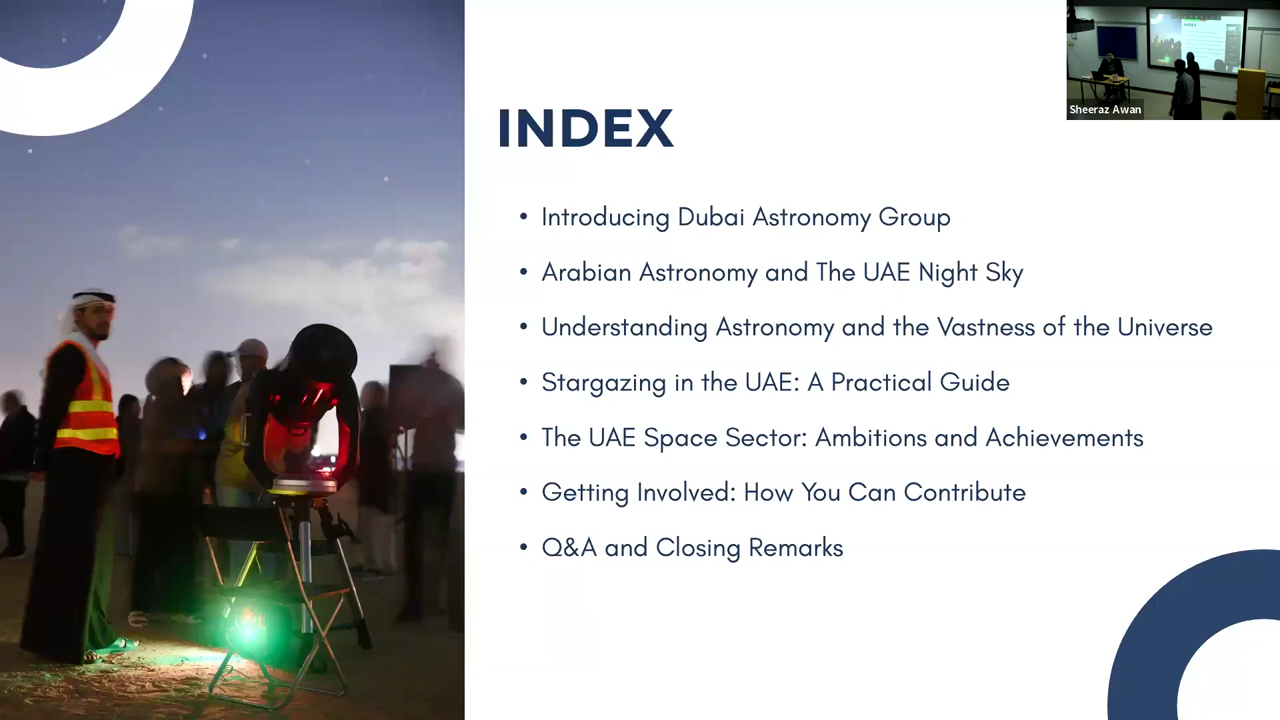 Sheeraz Awan
INDEX
• Introducing Dubai Astronomy Group
• Arabian Astronomy and The UAE Night Sky
• Understanding Astronomy and the Vastness of the Universe
• Stargazing in the UAE: A Practical Guide
• The UAE Space Sector: Ambitions and Achievements
• Getting Involved: How You Can Contribute
• Q&A and Closing Remarks